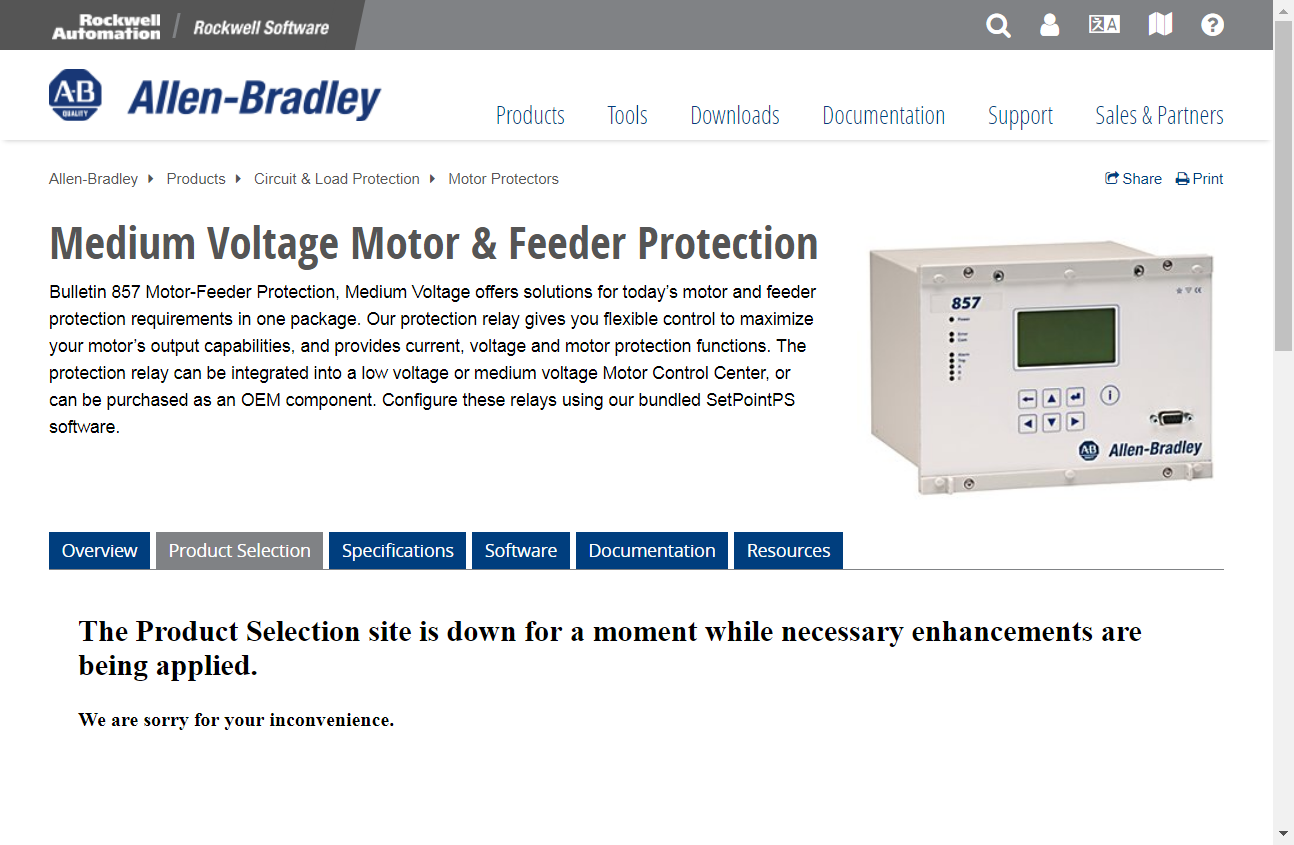 Rockwell Automation
Rockwell Software
A
AB
QUALITY
Allen-Bradley
Products Tools Downloads Documentation Support Sales & Partners
Allen-Bradley Products Circuit & Load Protection Motor Protectors
Share Print
Medium Voltage Motor & Feeder Protection
Bulletin 857 Motor-Feeder Protection, Medium Voltage offers solutions for today’s motor and feeder
protection requirements in one package. Our protection relay gives you flexible control to maximize
your motor’s output capabilities, and provides current, voltage and motor protection functions. The
protection relay can be integrated into a low voltage or medium voltage Motor Control Center, or
can be purchased as an OEM component. Configure these relays using our bundled SetPointPS
software.
857
Power
Error
Com
Alarm
Trip
A
B
C
i
AB
Allen-Bradley
Overview Product Selection Specifications Software Documentation Resources
The Product Selection site is down for a moment while necessary enhancements are
being applied.
We are sorry for your inconvenience.